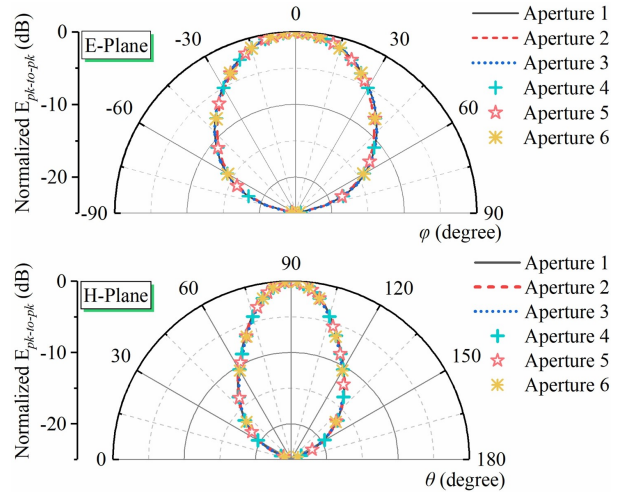 E-Plane
Normalized E_pk-to-pk (dB)
0
-10
-20
-90
-60
-30
0
30
60
90
φ (degree)
Aperture 1
Aperture 2
Aperture 3
Aperture 4
Aperture 5
Aperture 6
H-Plane
Normalized E_pk-to-pk (dB)
0
-10
-20
0
30
60
90
120
150
180
θ (degree)
Aperture 1
Aperture 2
Aperture 3
Aperture 4
Aperture 5
Aperture 6